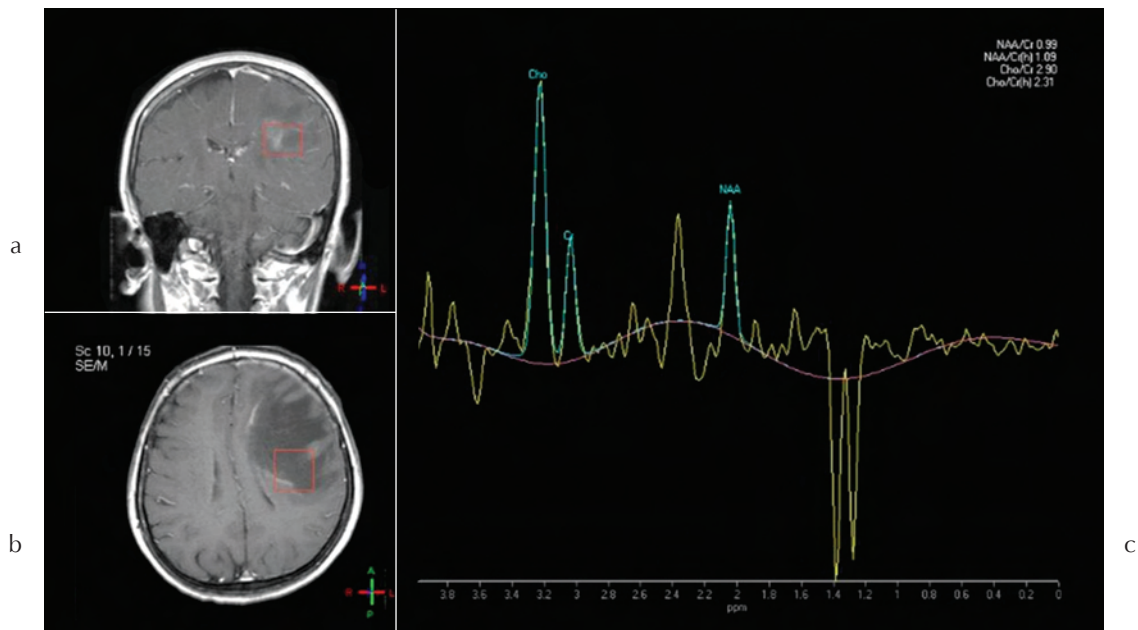 a
R L
Sc 10, 1 / 15
SE/M
b
A
R L
P
NAA/Cr 0.99
NAA/Cr(h) 1.09
Cho/Cr 2.90
Cho/Cr(h) 2.31
Cho
Cr
NAA
3.8 3.6 3.4 3.2 3 2.8 2.6 2.4 2.2 2 1.8 1.6 1.4 1.2 1 0.8 0.6 0.4 0.2 0
ppm
c